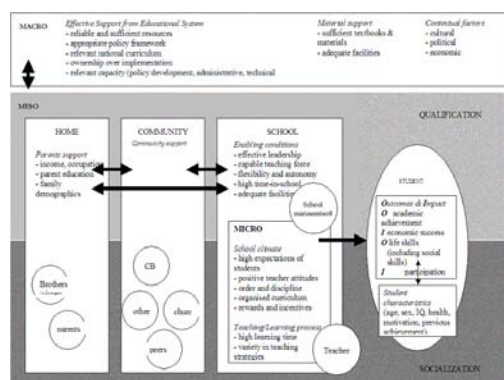 MACRO
Effective Support from Educational System
- reliable and sufficient resources
- appropriate policy framework
- relevant national curriculum
- ownership over implementation
- relevant capacity (policy development, administrative, technical
Material support
- sufficient textbooks &
materials
- adequate facilities
Contextual factors
- cultural
- political
- economic
MESO
QUALIFICATION
HOME
Parents support
- income, occupation
- parent education
- family
demographics
Brothers
parents
COMMUNITY
Community support
CB
other
peers
SCHOOL
Enabling conditions
- effective leadership
- capable teaching force
- flexibility and autonomy
- high time-in-school
- adequate facilities
School
management
MICRO
School climate
- high expectations of
students
- positive teacher attitudes
- order and discipline
- organised curriculum
- rewards and incentives
Teaching/Learning process
- high learning time
- variety in teaching
strategies
Teacher
STUDENT
Outcomes & Impact
O academic
achievement
I economic success
O life skills
(including social
skills)
I participation
Student
characteristics
(age, sex, IQ, health,
motivation, previous
achievement)
SOCIALIZATION